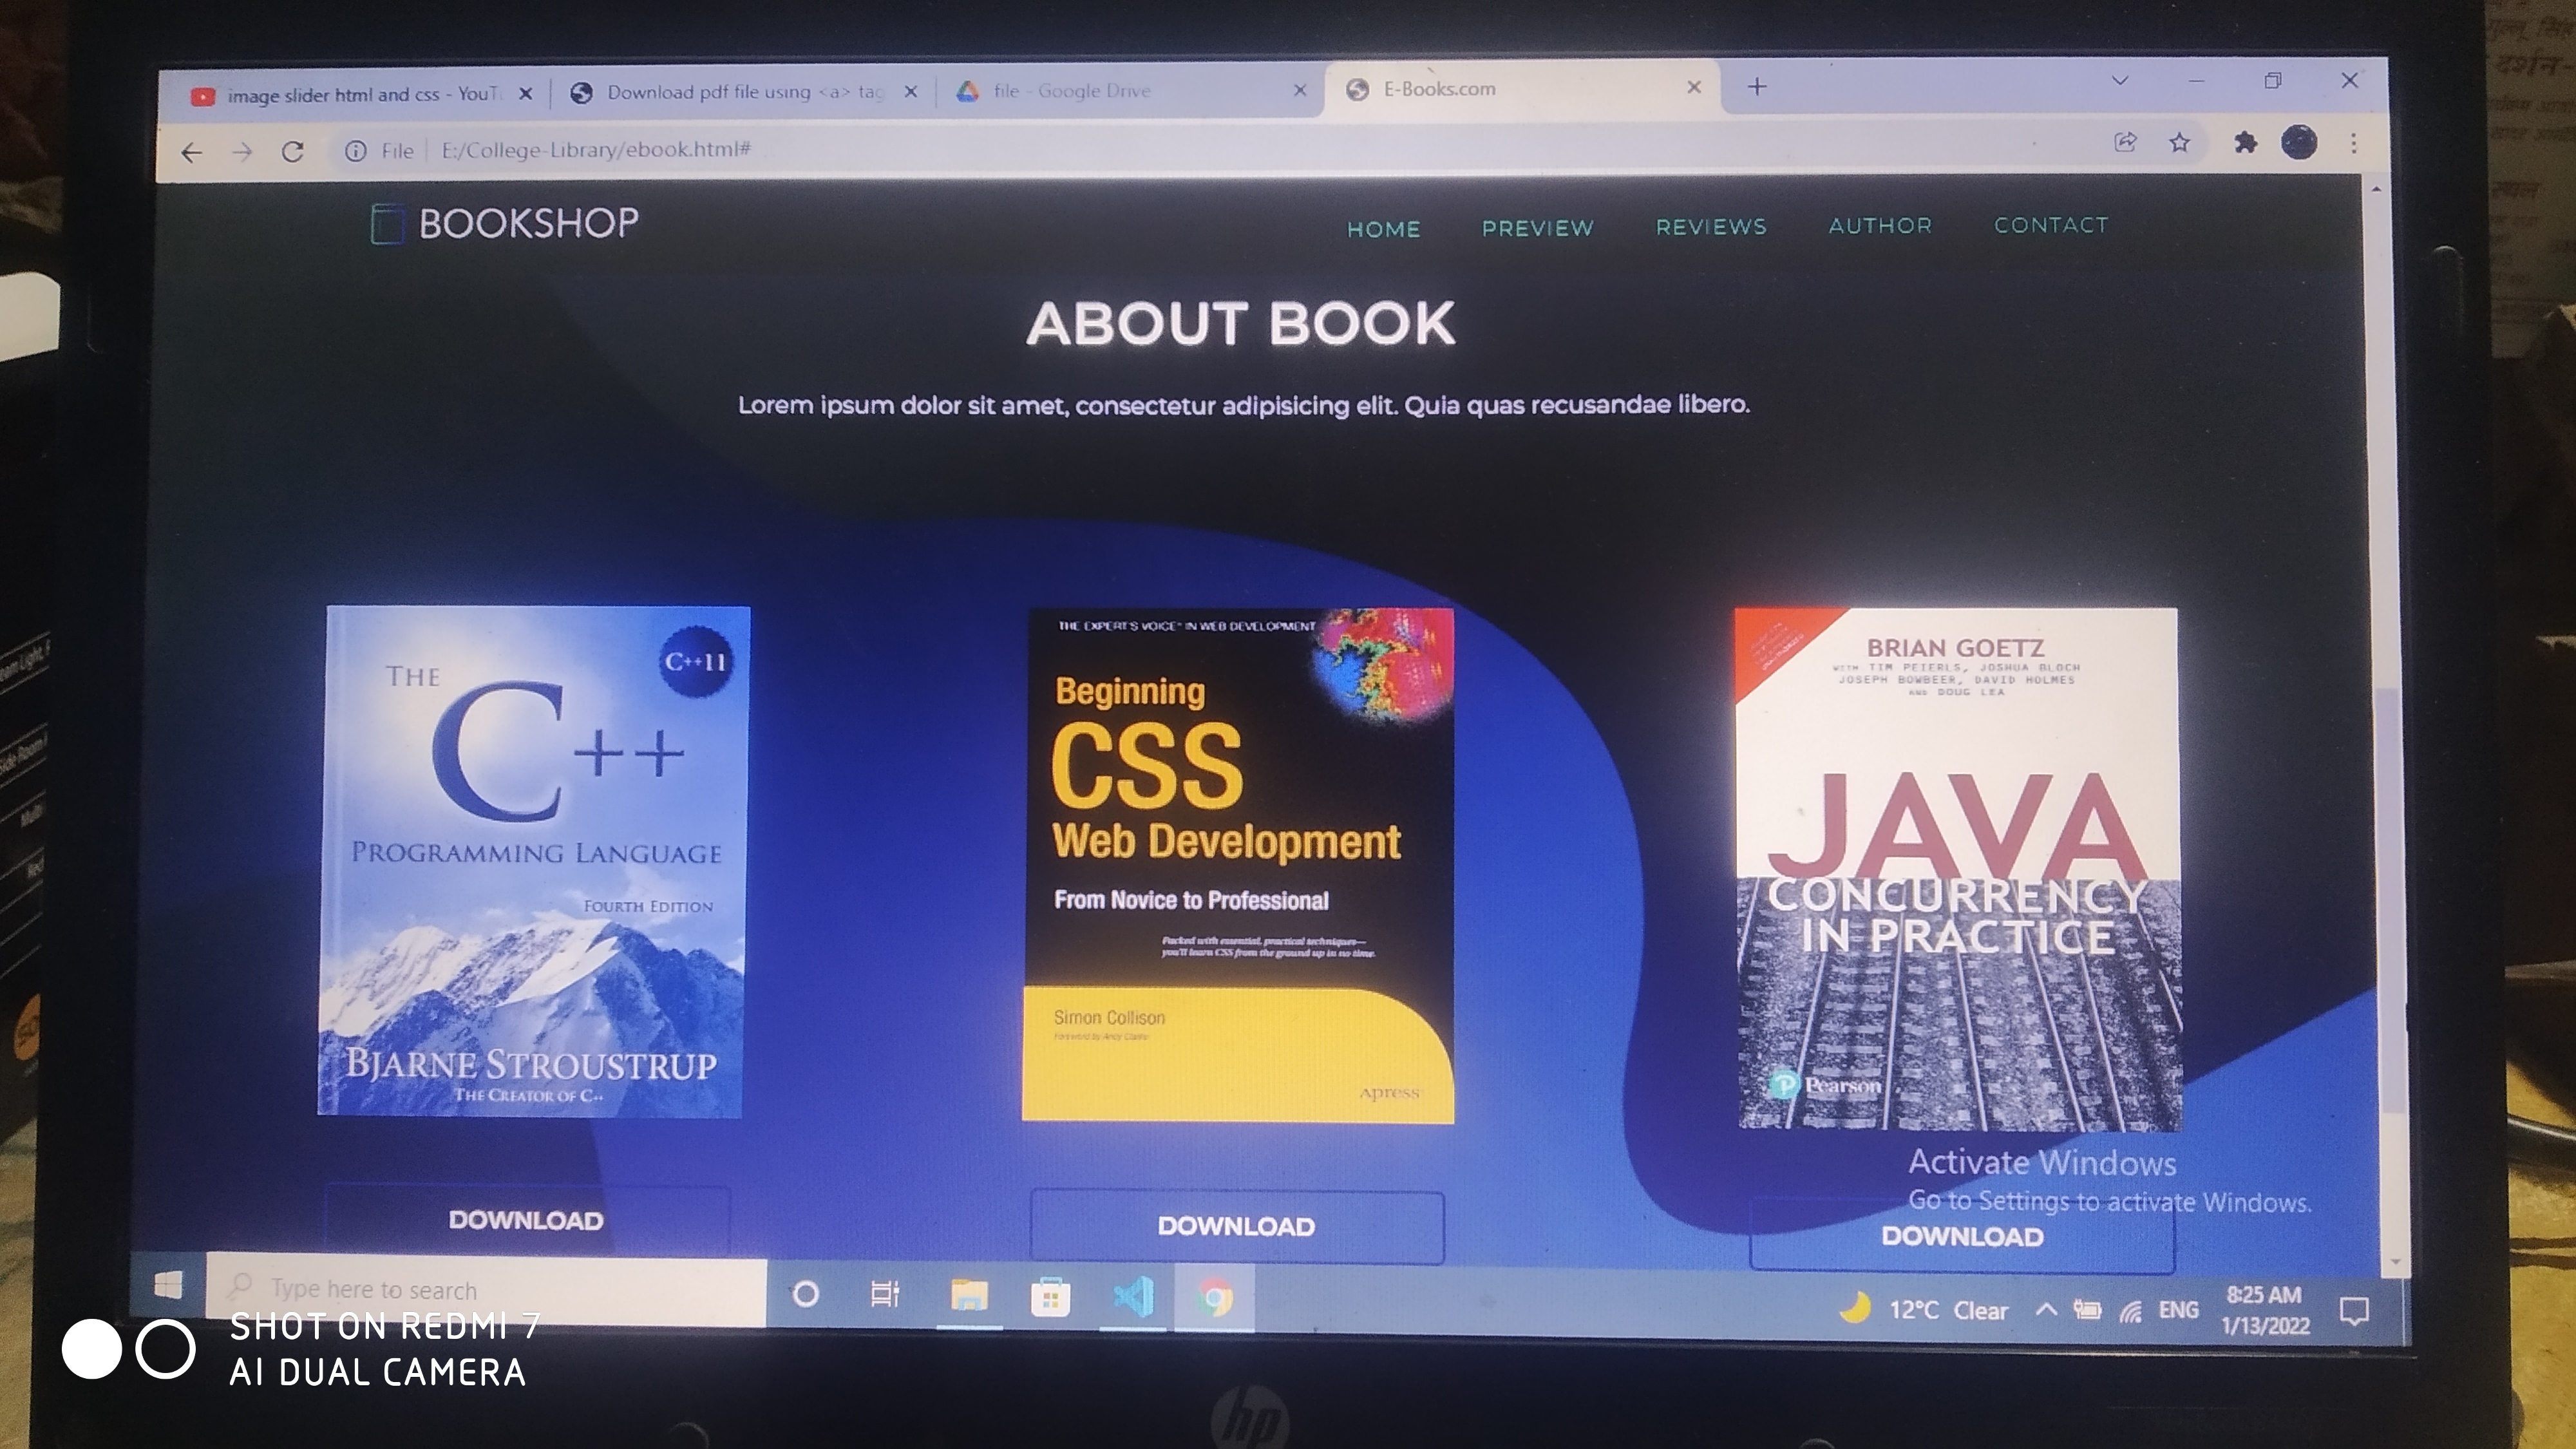 image slider html and css - YouT
Download pdf file using <a> tag
file - Google Drive
E-Books.com
File
E:/College-Library/ebook.html#
BOOKSHOP
HOME
PREVIEW
REVIEWS
AUTHOR
CONTACT
ABOUT BOOK
Lorem ipsum dolor sit amet, consectetur adipisicing elit. Quia quas recusandae libero.
C++11
THE
C++
PROGRAMMING LANGUAGE
FOURTH EDITION
BJARNE STROUSTRUP
THE CREATOR OF C++
DOWNLOAD
THE EXPERT'S VOICE® IN WEB DEVELOPMENT
Beginning
CSS
Web Development
From Novice to Professional
Packed with essential, practical techniques—
you'll learn CSS from the ground up in no time.
Simon Collison
Foreword by Andy Clarke
Apress®
DOWNLOAD
BRIAN GOETZ
WITH TIM PEIERLS, JOSHUA BLOCH
JOSEPH BOWBEER, DAVID HOLMES
AND DOUG LEA
JAVA
CONCURRENCY
IN PRACTICE
Pearson
Activate Windows
Go to Settings to activate Windows.
DOWNLOAD
Type here to search
12°C Clear
ENG
8:25 AM
1/13/2022
SHOT ON REDMI 7
AI DUAL CAMERA
hp